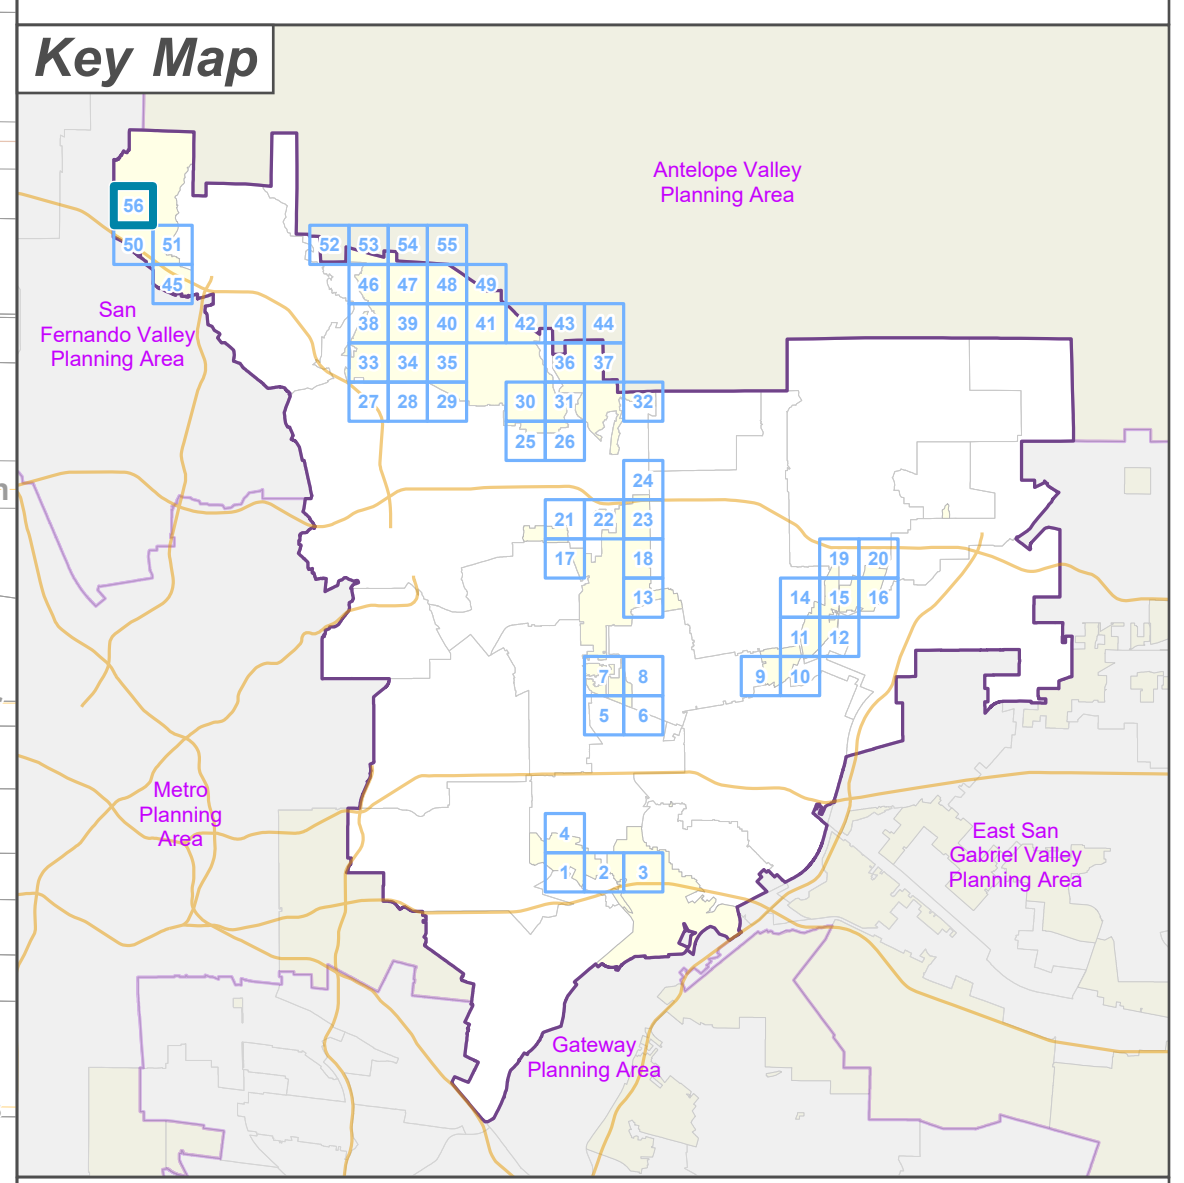 Key Map
Antelope Valley
Planning Area
56
50 51
52 53 54 55
45
46 47 48 49
San
Fernando Valley
Planning Area
38 39 40 41 42 43 44
33 34 35 36 37
27 28 29 30 31 32
25 26
24
21 22 23
17 18
19 20
13
14 15 16
11 12
7 8
9 10
5 6
Metro
Planning
Area
4
1 2 3
East San
Gabriel Valley
Planning Area
Gateway
Planning Area